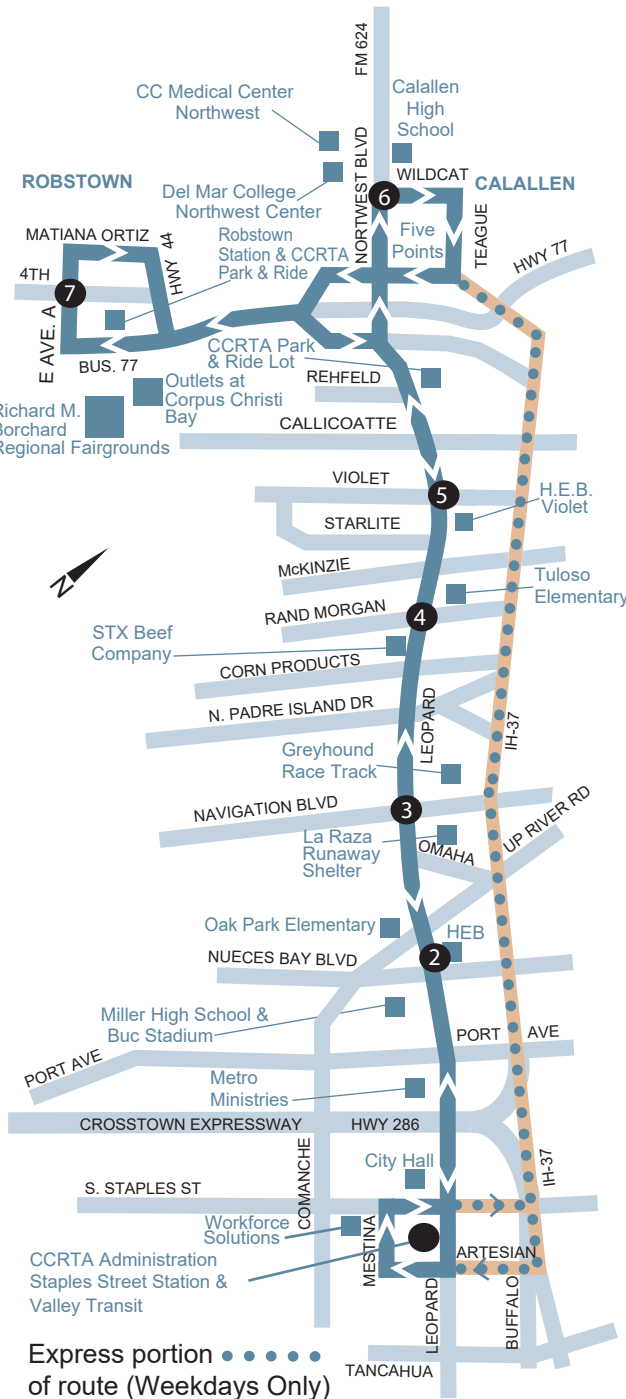 FM 624
CC Medical Center
Northwest
Calallen
High
School
NORTHWEST BLVD
WILDCAT
ROBSTOWN
Del Mar College
Northwest Center
6
CALALLEN
MATIANA ORTIZ
HWY 44
Robstown
Station & CCRTA
Park & Ride
Five
Points
TEAGUE
HWY 77
4TH
7
E AVE. A
BUS. 77
CCRTA Park
& Ride Lot
REHFELD
Outlets at
Corpus Christi
Bay
Richard M.
Borchard
Regional Fairgrounds
CALLICOATTE
VIOLET
5
H.E.B.
Violet
STARLITE
McKINZIE
N
Tuloso
Elementary
RAND MORGAN
4
STX Beef
Company
CORN PRODUCTS
N. PADRE ISLAND DR
LEOPARD
IH-37
Greyhound
Race Track
NAVIGATION BLVD
3
UP RIVER RD
La Raza
Runaway
Shelter
OMAHA
Oak Park Elementary
HEB
NUECES BAY BLVD
2
Miller High School &
Buc Stadium
PORT AVE
PORT AVE
Metro
Ministries
CROSSTOWN EXPRESSWAY
HWY 286
COMANCHE
City Hall
IH-37
S. STAPLES ST
Workforce
Solutions
MESTINA
ARTESIAN
CCRTA Administration
Staples Street Station &
Valley Transit
LEOPARD
BUFFALO
Express portion
of route (Weekdays Only)
TANCAHUA